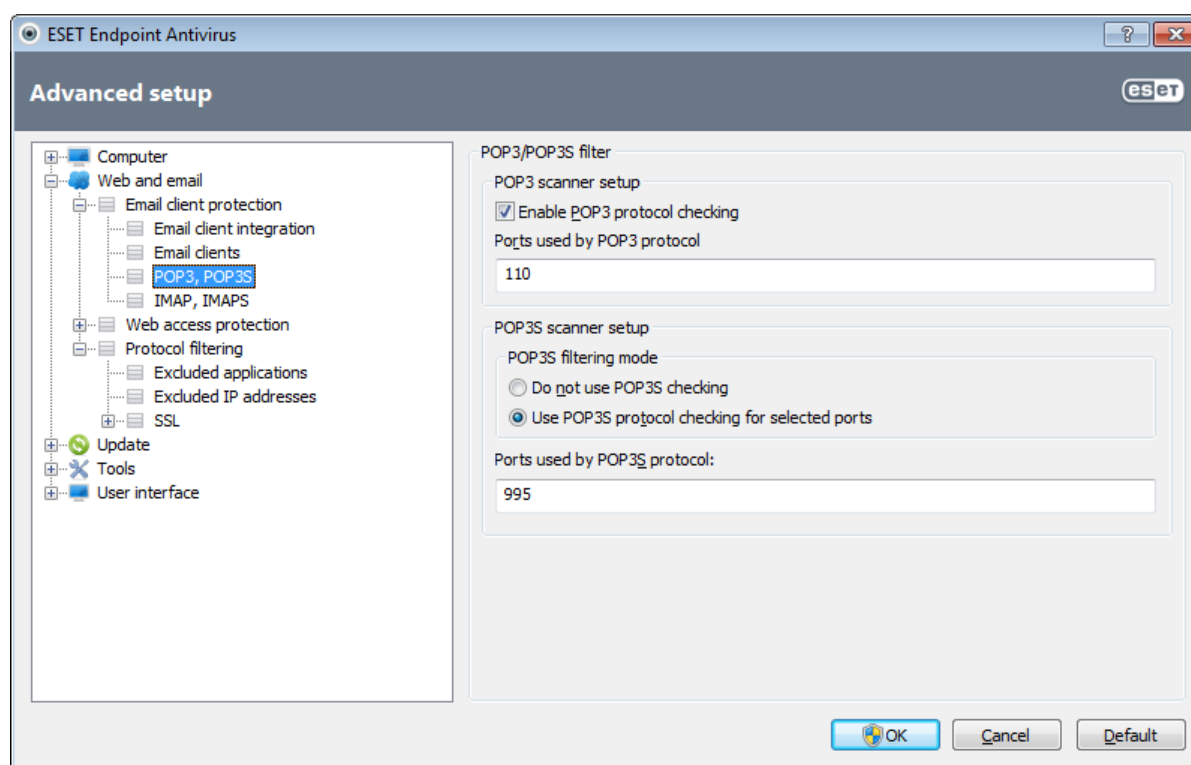 ESET Endpoint Antivirus
?
Advanced setup
eset
Computer
Web and email
Email client protection
Email client integration
Email clients
POP3, POP3S
IMAP, IMAPS
Web access protection
Protocol filtering
Excluded applications
Excluded IP addresses
SSL
Update
Tools
User interface
POP3/POP3S filter
POP3 scanner setup
Enable POP3 protocol checking
Ports used by POP3 protocol
110
POP3S scanner setup
POP3S filtering mode
Do not use POP3S checking
Use POP3S protocol checking for selected ports
Ports used by POP3S protocol:
995
OK
Cancel
Default